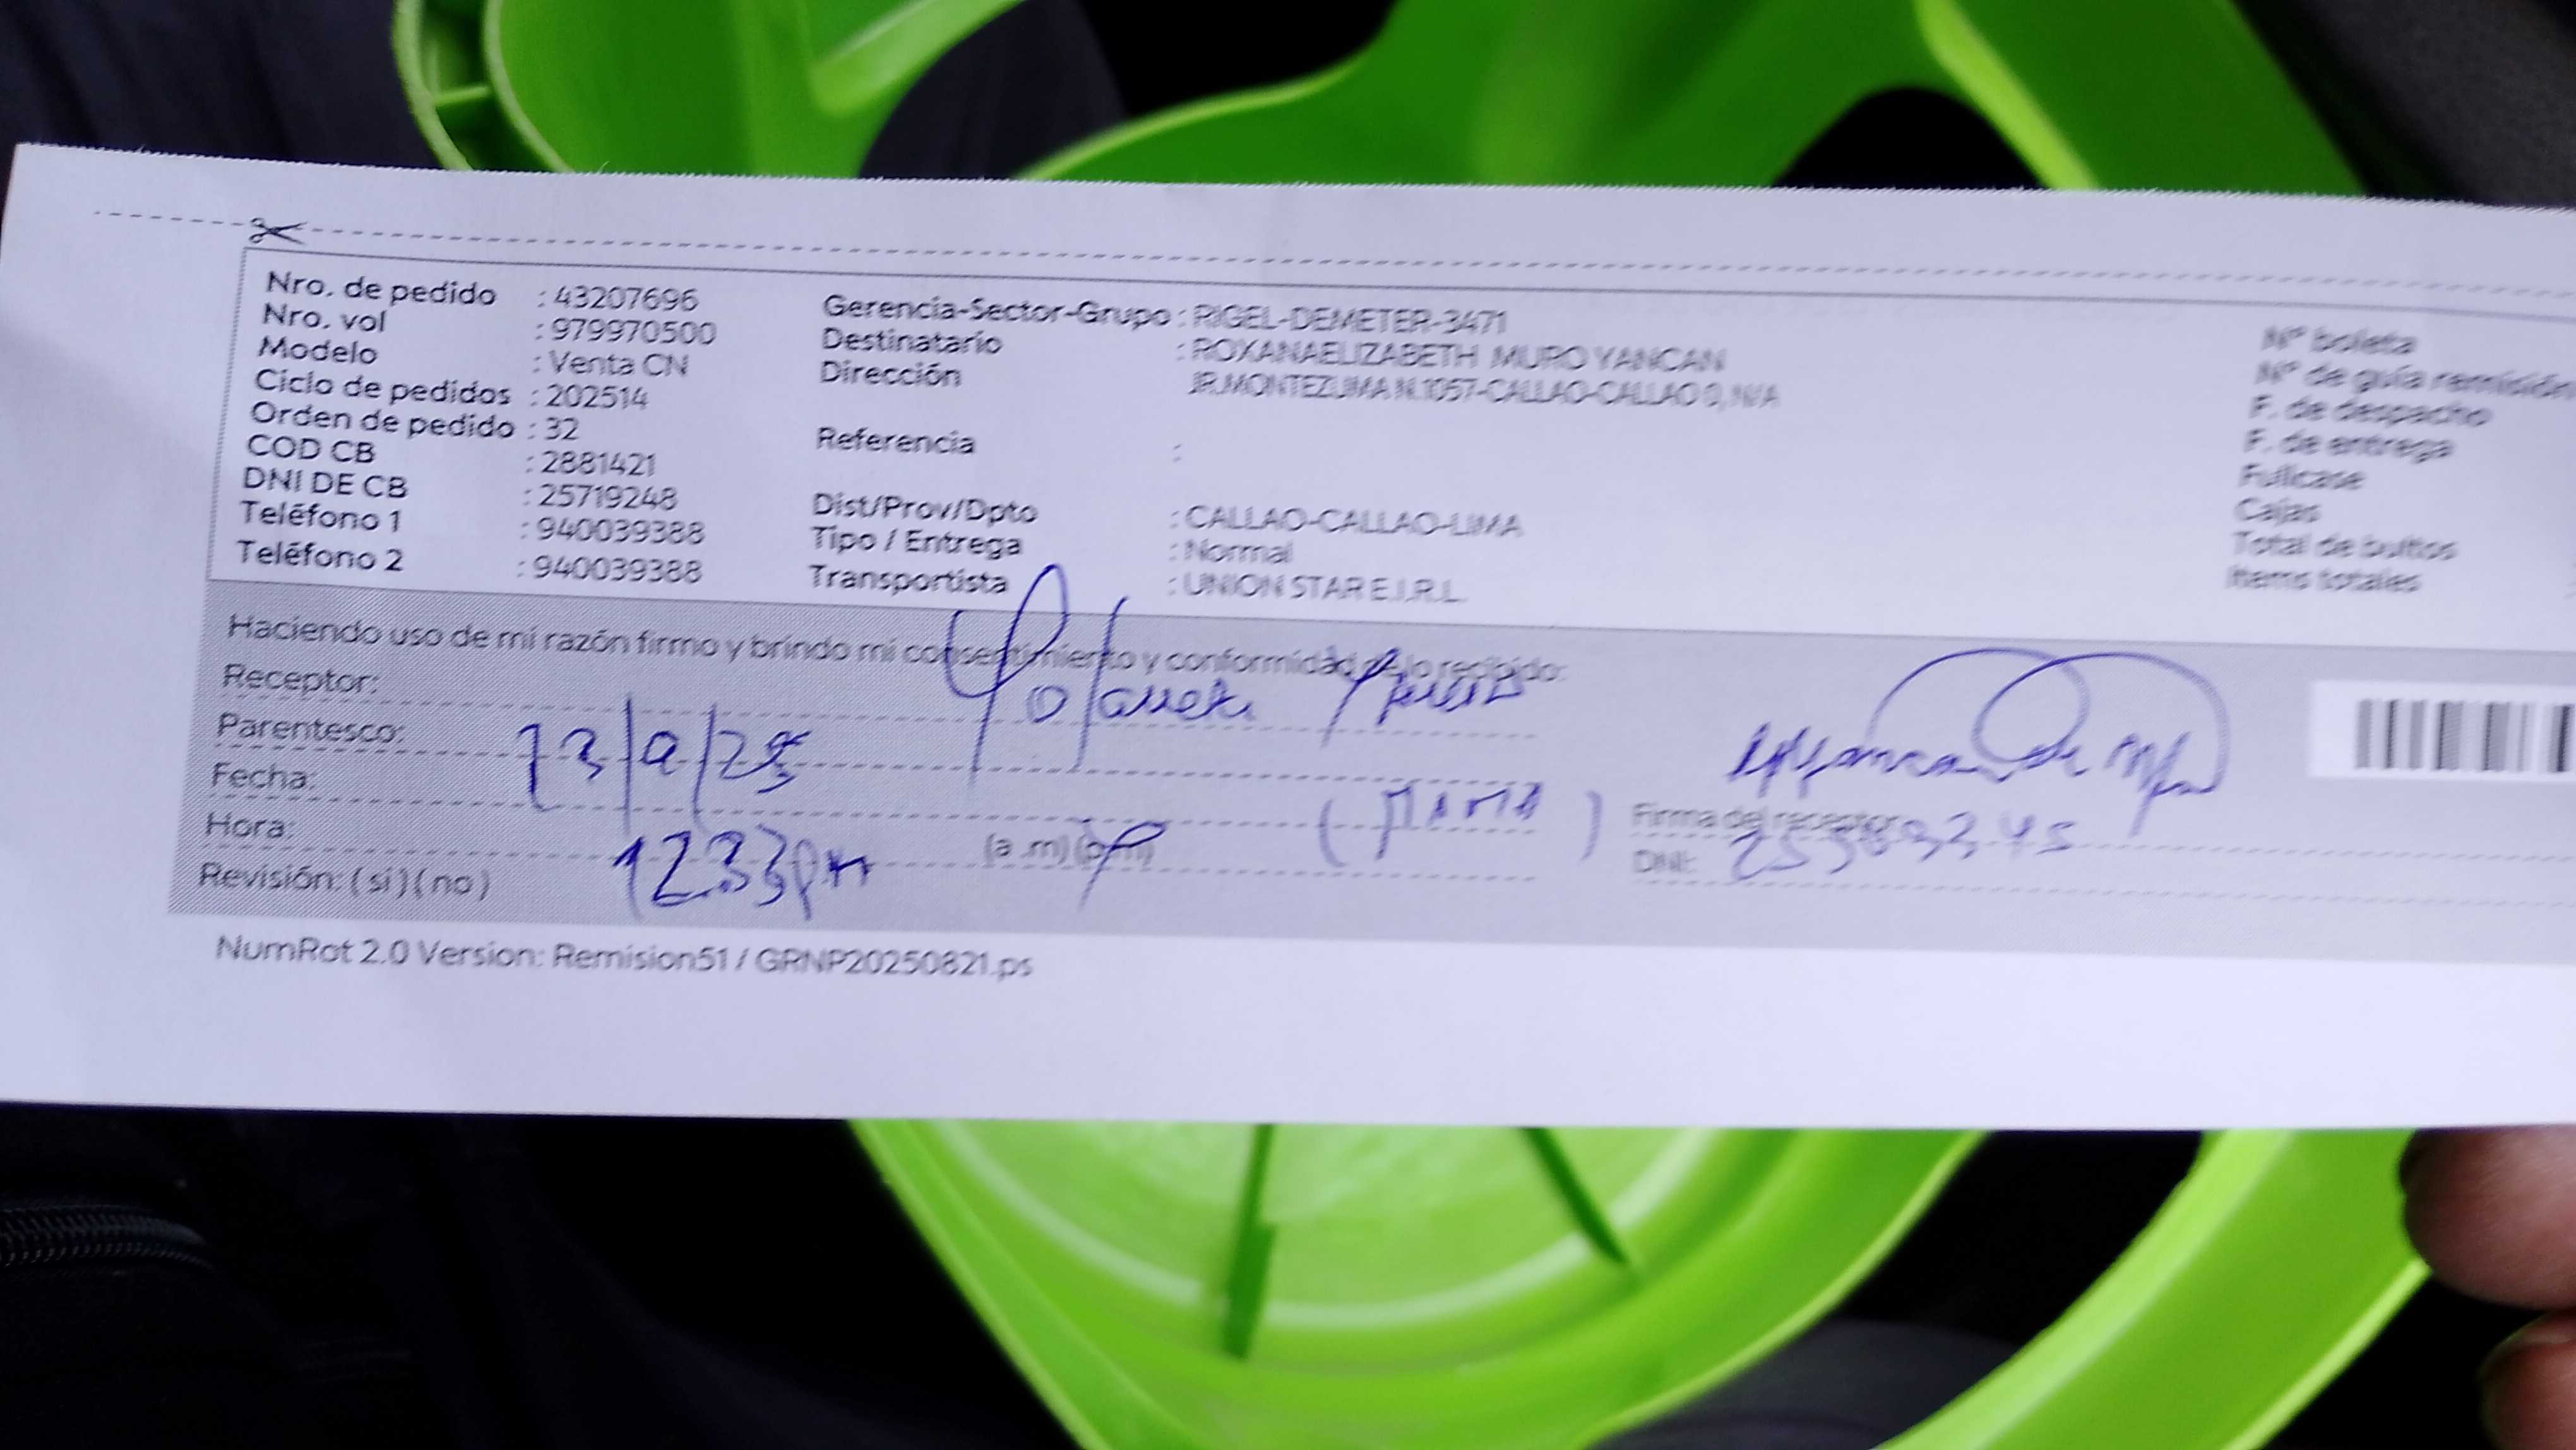 Nro. de pedido : 43207696
Nro. vol : 979970500
Modelo : Venta CN
Ciclo de pedidos : 202514
Orden de pedido : 32
COD CB : 2881421
DNI DE CB : 25719248
Teléfono 1 : 940039388
Teléfono 2 : 940039388
Gerencia-Sector-Grupo : RIGEL-DEMETER-3471
Destinatario : ROXANAELIZABETH MURO YANCAN
Dirección JR.MONTEZUMA N.1057-CALLAO-CALLAO 0, N/A
Referencia :
Dist/Prov/Dpto : CALLAO-CALLAO-LIMA
Tipo / Entrega : Normal
Transportista : UNION STAR E.I.R.L.
N° boleta
N° de guia remisión
F. de despacho
F. de entrega
Fullcase
Cajas
Total de bultos
Items totales
Haciendo uso de mi razón firmo y brindo mi consentimiento y conformidad de lo recibido:
Receptor:
Parentesco:
Fecha: 13/9/25
Hora: 12:33pm (a .m) (p.m)
Revisión: (si) (no)
Firma del receptor
DNI:
NumRot 2.0 Version: Remision51 / GRNP20250821.ps